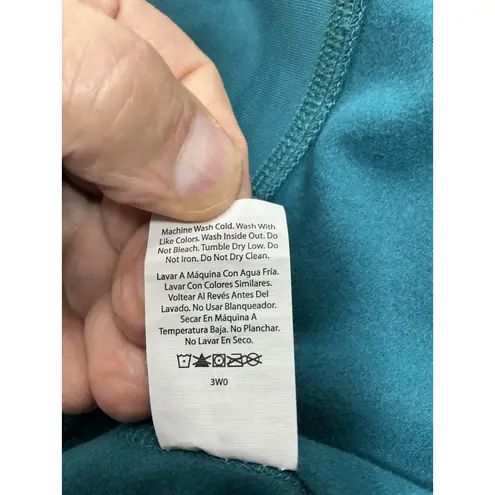 Machine Wash Cold. Wash With
Like Colors. Wash Inside Out. Do
Not Bleach. Tumble Dry Low. Do
Not Iron. Do Not Dry Clean.
Lavar A Máquina Con Agua Fría.
Lavar Con Colores Similares.
Voltear Al Revés Antes Del
Lavado. No Usar Blanqueador.
Secar En Máquina A
Temperatura Baja. No Planchar.
No Lavar En Seco.
3W0